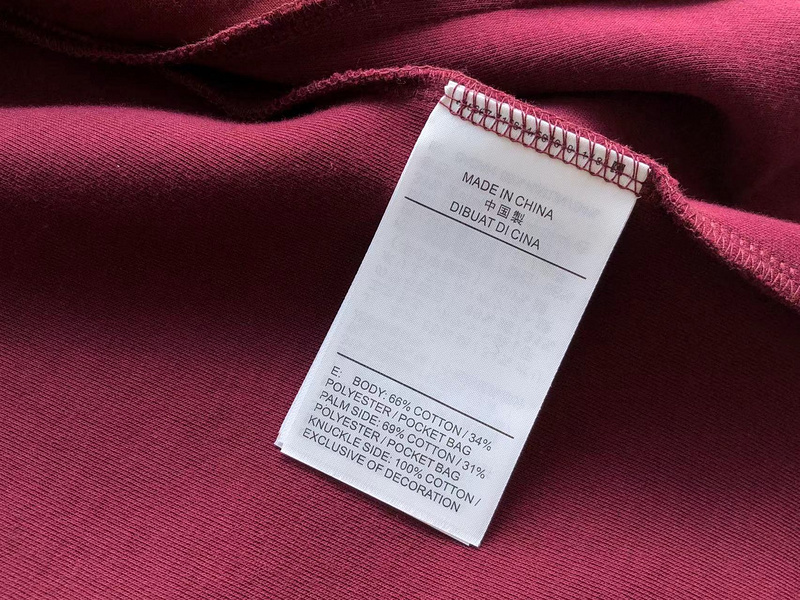 MADE IN CHINA
中国製
DIBUAT DI CINA
E: BODY: 66% COTTON / 34%
POLYESTER / POCKET BAG
PALM SIDE: 69% COTTON / 31%
POLYESTER / POCKET BAG
KNUCKLE SIDE: 100% COTTON /
EXCLUSIVE OF DECORATION